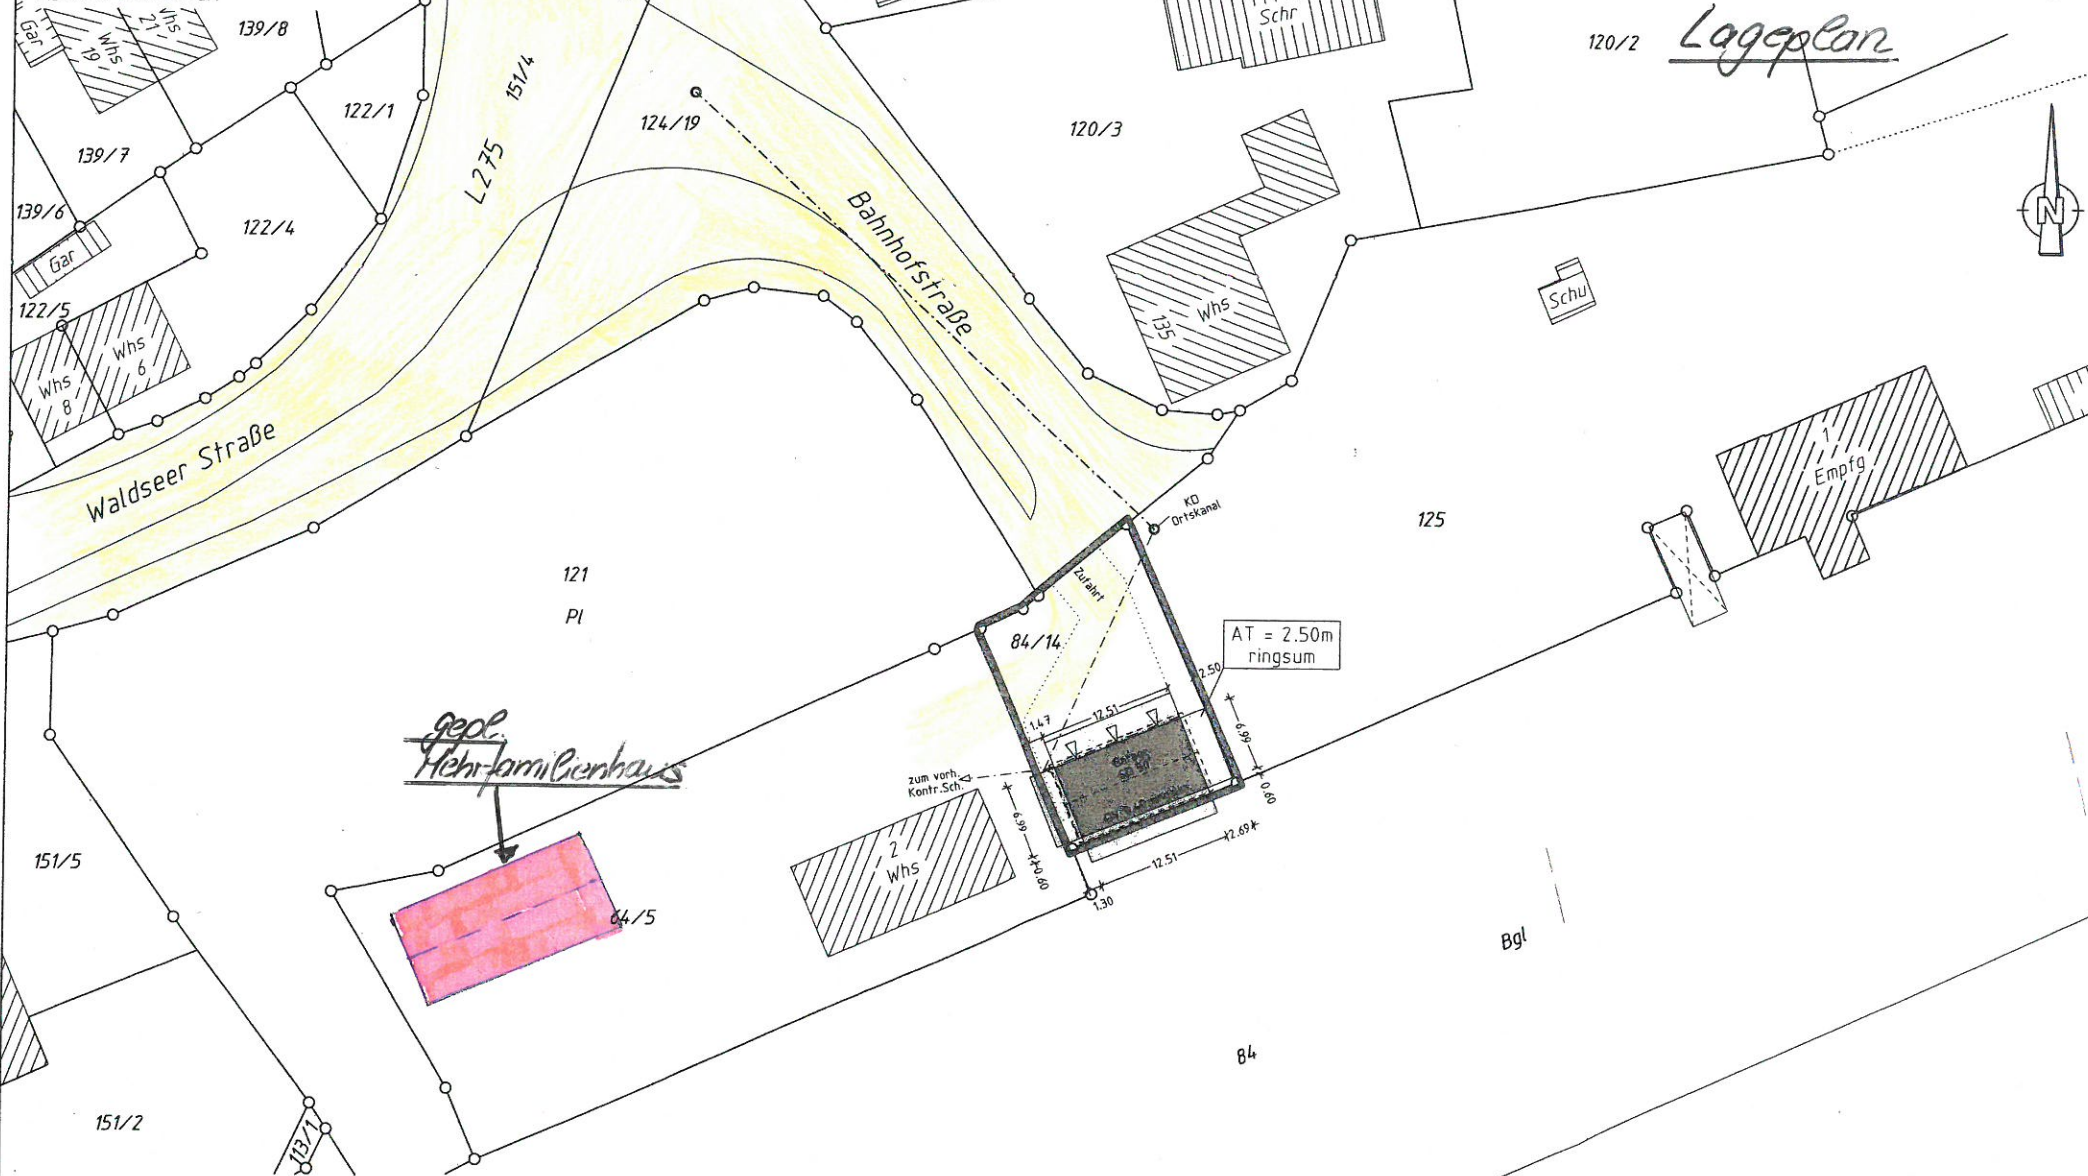 Lageplan
Gar
Whs
19
Whs
21
139/8
Schr
120/2
151/4
122/1
124/19
120/3
139/7
L275
139/6
122/4
Bahnhofstraße
N
Gar
122/5
Whs
6
Whs
8
135
Whs
Schu
Waldseer Straße
1
Empfg
KD
Ortskanal
125
121
Pl
Zufahrt
84/14
AT = 2.50m
ringsum
2.50
gepl.
Mehrfamilienhaus
1.47
12.51
6.99
zum vorh.
Kontr.Sch.
0.60
6.99
2.69
2
Whs
12.51
0.60
1.30
151/5
64/5
Bgl
84
151/2
113/1